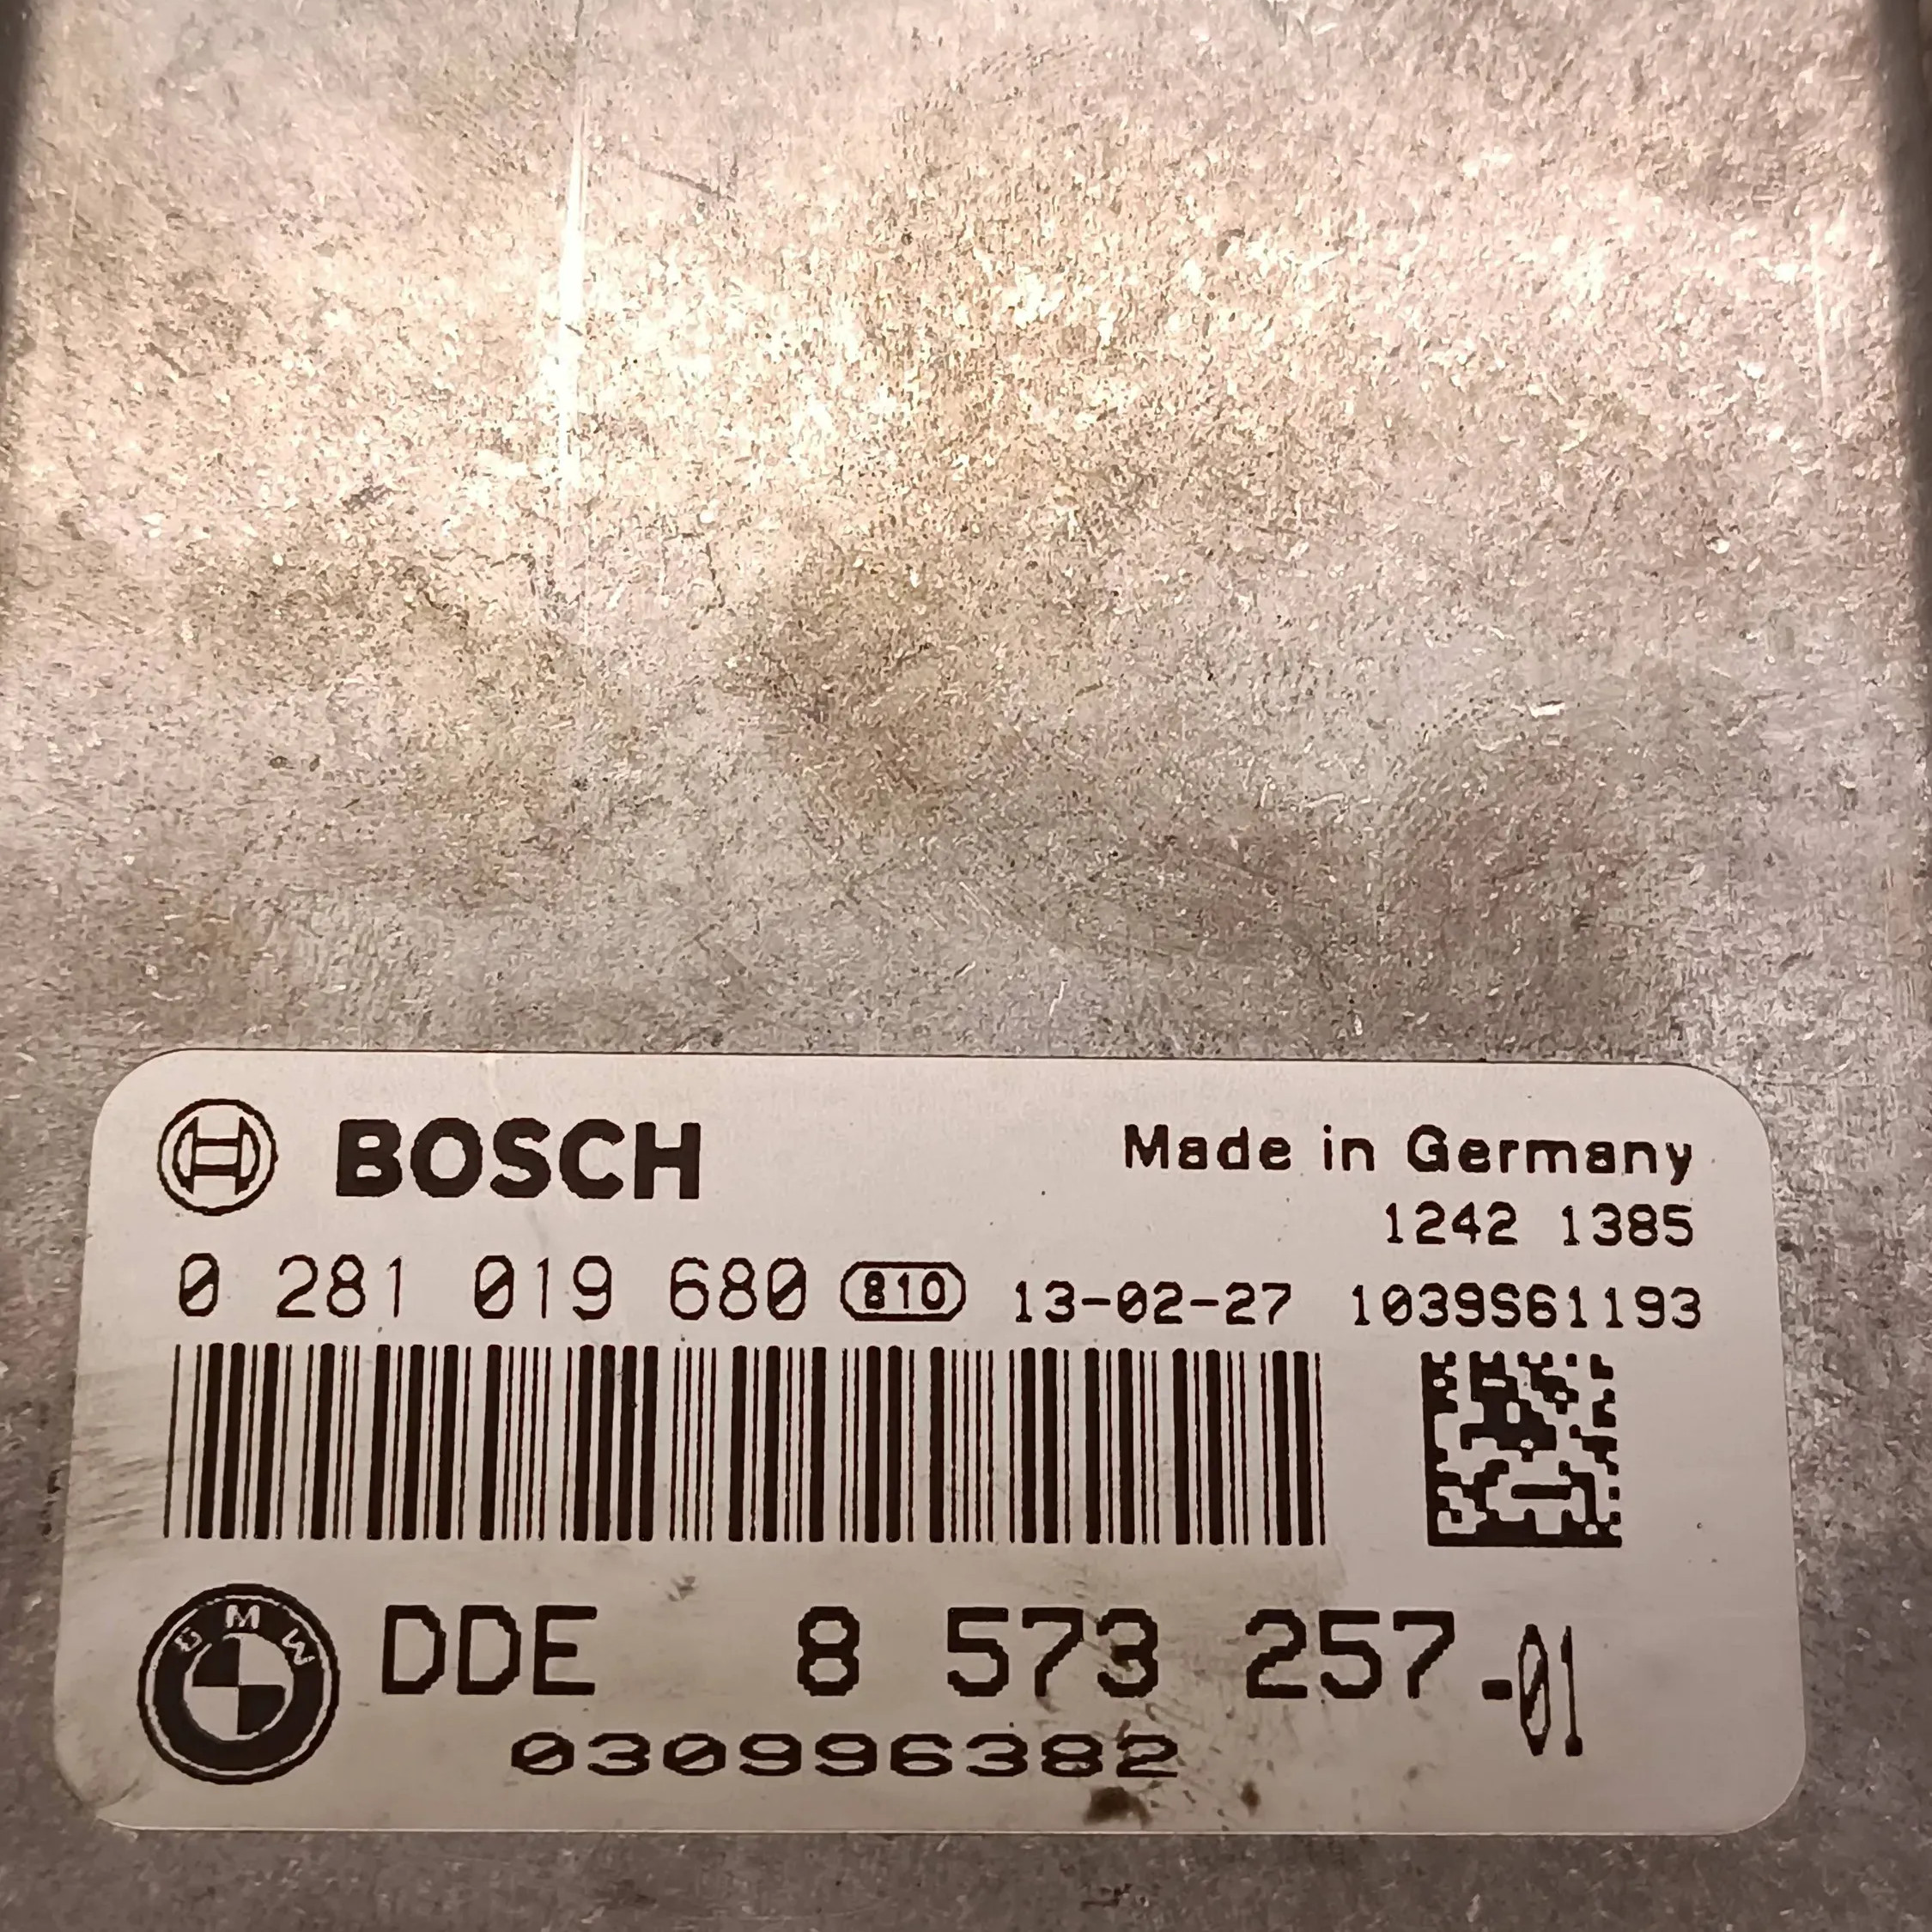 BOSCH
Made in Germany
1242 1385
0 281 019 680 810 13-02-27 1039S61193
BMW
DDE 8 573 257-01
030996382